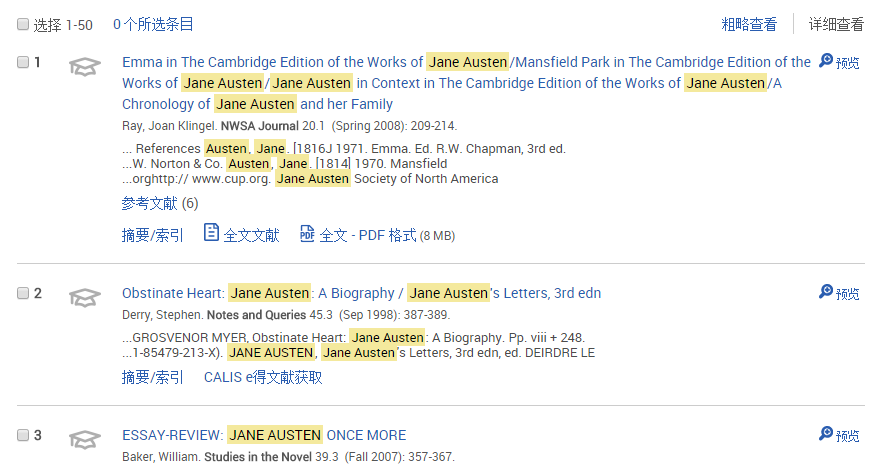 选择 1-50 0 个所选条目 粗略查看 详细查看
1 Emma in The Cambridge Edition of the Works of Jane Austen/Mansfield Park in The Cambridge Edition of the 预览
Works of Jane Austen/Jane Austen in Context in The Cambridge Edition of the Works of Jane Austen/A
Chronology of Jane Austen and her Family
Ray, Joan Klingel. NWSA Journal 20.1 (Spring 2008): 209-214.
... References Austen, Jane. [1816J 1971. Emma. Ed. R.W. Chapman, 3rd ed.
...W. Norton & Co. Austen, Jane. [1814] 1970. Mansfield
...orghttp:// www.cup.org. Jane Austen Society of North America
参考文献 (6)
摘要/索引 全文文献 PDF 全文 - PDF 格式 (8 MB)
2 Obstinate Heart: Jane Austen: A Biography / Jane Austen's Letters, 3rd edn 预览
Derry, Stephen. Notes and Queries 45.3 (Sep 1998): 387-389.
...GROSVENOR MYER, Obstinate Heart: Jane Austen: A Biography. Pp. viii + 248.
...1-85479-213-X). JANE AUSTEN, Jane Austen's Letters, 3rd edn, ed. DEIRDRE LE
摘要/索引 CALIS e得文献获取
3 ESSAY-REVIEW: JANE AUSTEN ONCE MORE 预览
Baker, William. Studies in the Novel 39.3 (Fall 2007): 357-367.